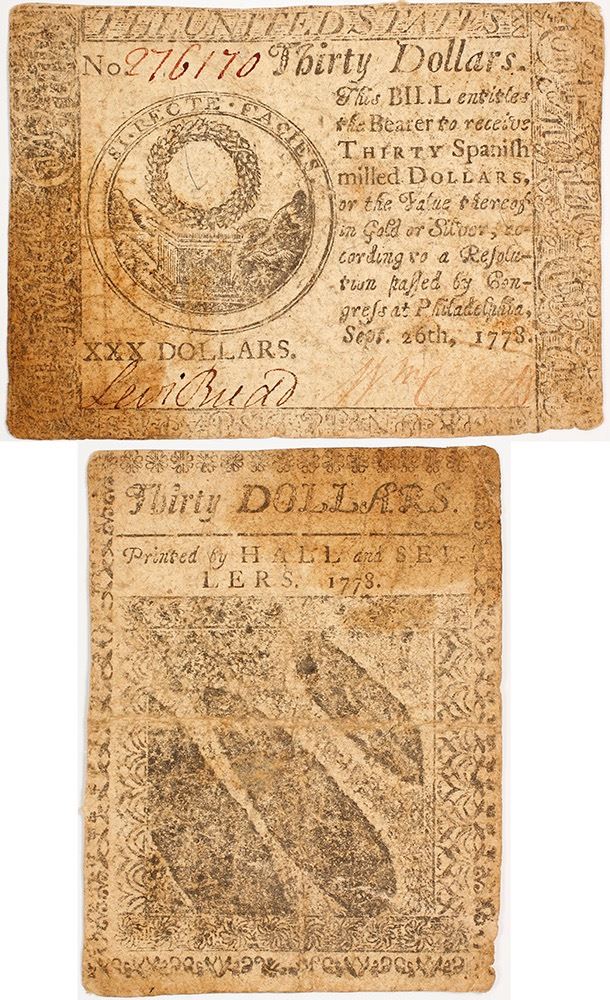 THE UNITED STATES
No 276170 Thirty Dollars.
SI RECTE FACIES
This BILL entitles
the Bearer to receive
THIRTY Spanish
milled DOLLARS,
or the Value thereof
in Gold or Silver, ac-
cording to a Resolu-
tion passed by Con-
gress at Philadelphia,
Sept. 26th, 1778.
XXX DOLLARS.
Thirty DOLLARS.
Printed by HALL and SEL-
LERS. 1778.